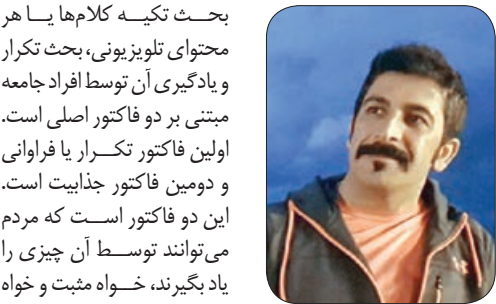 بحث تکیه کلام‌ها یا هر
محتوای تلویزیونی، بحث تکرار
و یادگیری آن توسط افراد جامعه
مبتنی بر دو فاکتور اصلی است.
اولین فاکتور تکرار یا فراوانی
و دومین فاکتور جذابیت است.
این دو فاکتور است که مردم
می‌توانند توسط آن چیزی را
یاد بگیرند، خواه مثبت و خواه